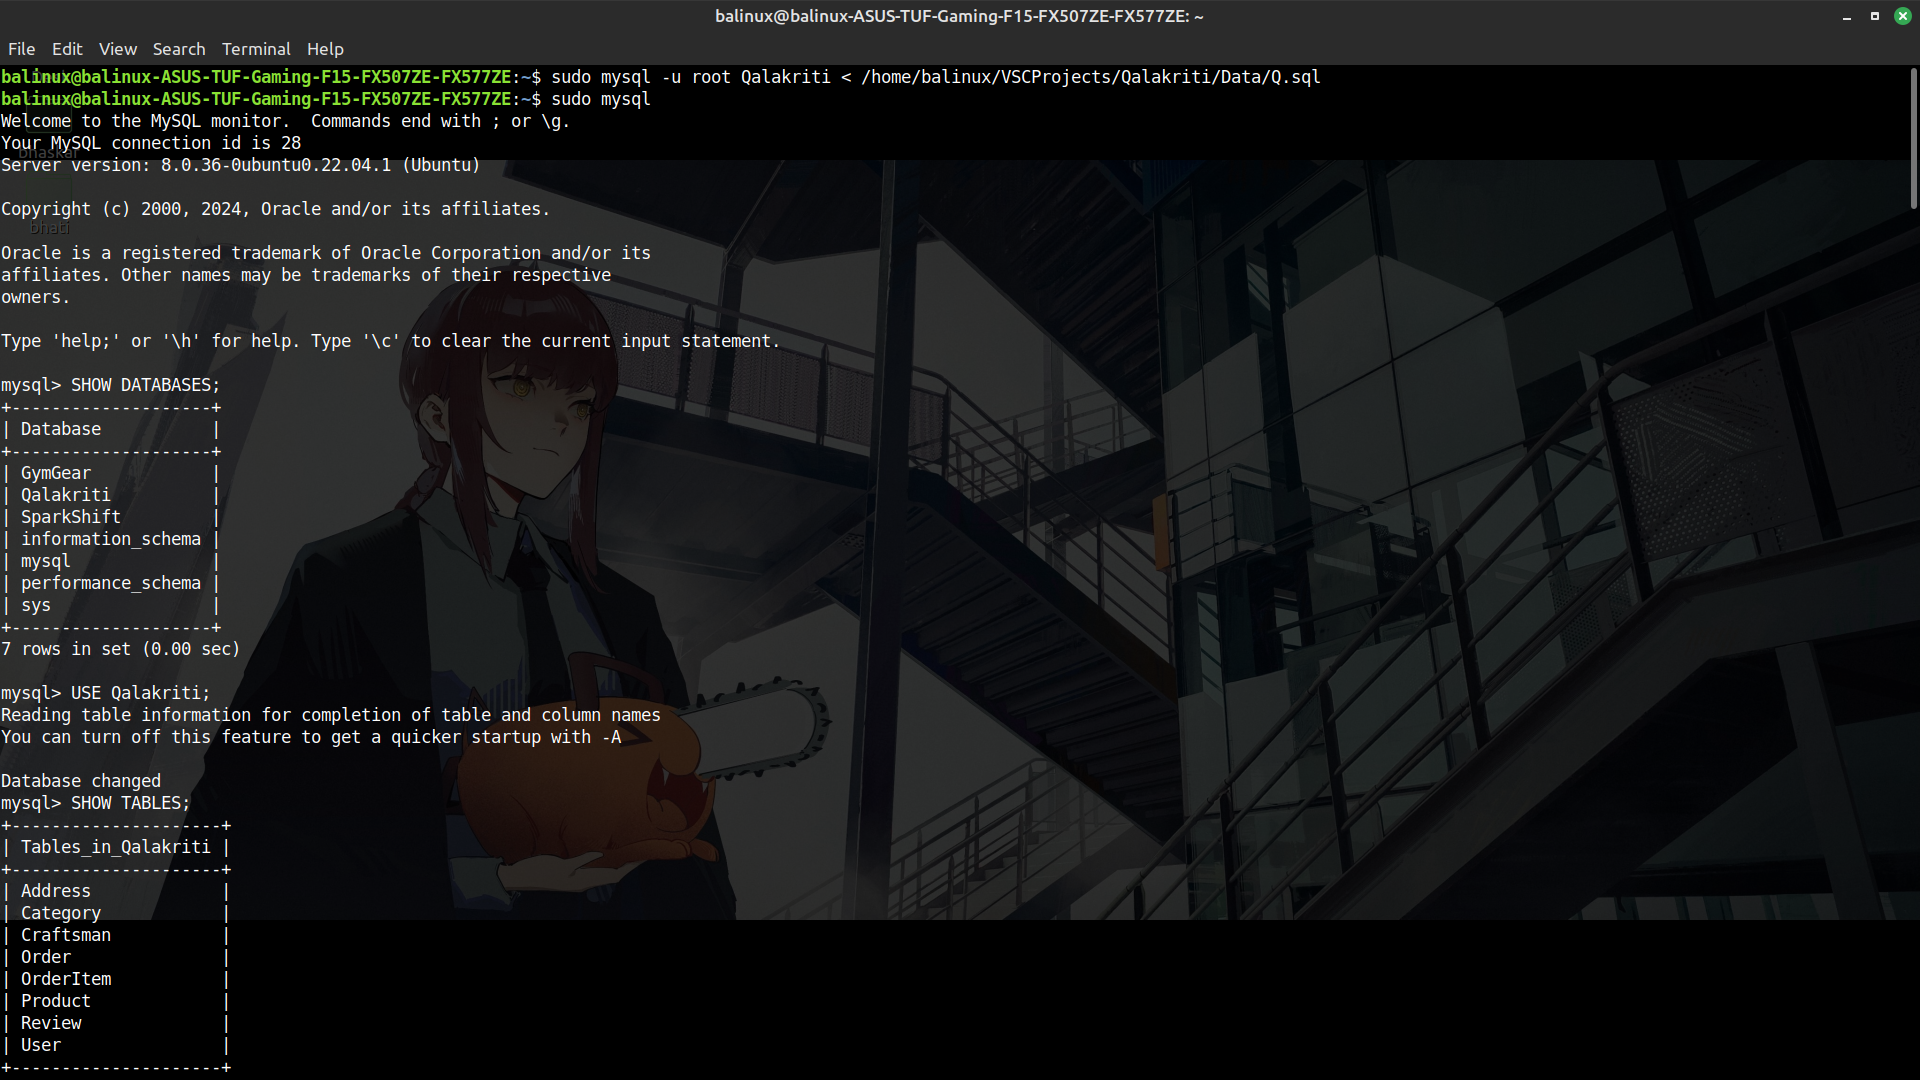 balinux@balinux-ASUS-TUF-Gaming-F15-FX507ZE-FX577ZE: ~
File Edit View Search Terminal Help
balinux@balinux-ASUS-TUF-Gaming-F15-FX507ZE-FX577ZE:~$ sudo mysql -u root Qalakriti < /home/balinux/VSCProjects/Qalakriti/Data/Q.sql
balinux@balinux-ASUS-TUF-Gaming-F15-FX507ZE-FX577ZE:~$ sudo mysql
Welcome to the MySQL monitor.  Commands end with ; or \g.
Your MySQL connection id is 28
bhaskar
Server version: 8.0.36-0ubuntu0.22.04.1 (Ubuntu)
Copyright (c) 2000, 2024, Oracle and/or its affiliates.
bhati
Oracle is a registered trademark of Oracle Corporation and/or its
affiliates. Other names may be trademarks of their respective
owners.
Type 'help;' or '\h' for help. Type '\c' to clear the current input statement.
mysql> SHOW DATABASES;
+--------------------+
| Database           |
+--------------------+
| GymGear            |
| Qalakriti          |
| SparkShift         |
| information_schema |
| mysql              |
| performance_schema |
| sys                |
+--------------------+
7 rows in set (0.00 sec)
mysql> USE Qalakriti;
Reading table information for completion of table and column names
You can turn off this feature to get a quicker startup with -A
Database changed
mysql> SHOW TABLES;
+---------------------+
| Tables_in_Qalakriti |
+---------------------+
| Address             |
| Category            |
| Craftsman           |
| Order               |
| OrderItem           |
| Product             |
| Review              |
| User                |
+---------------------+